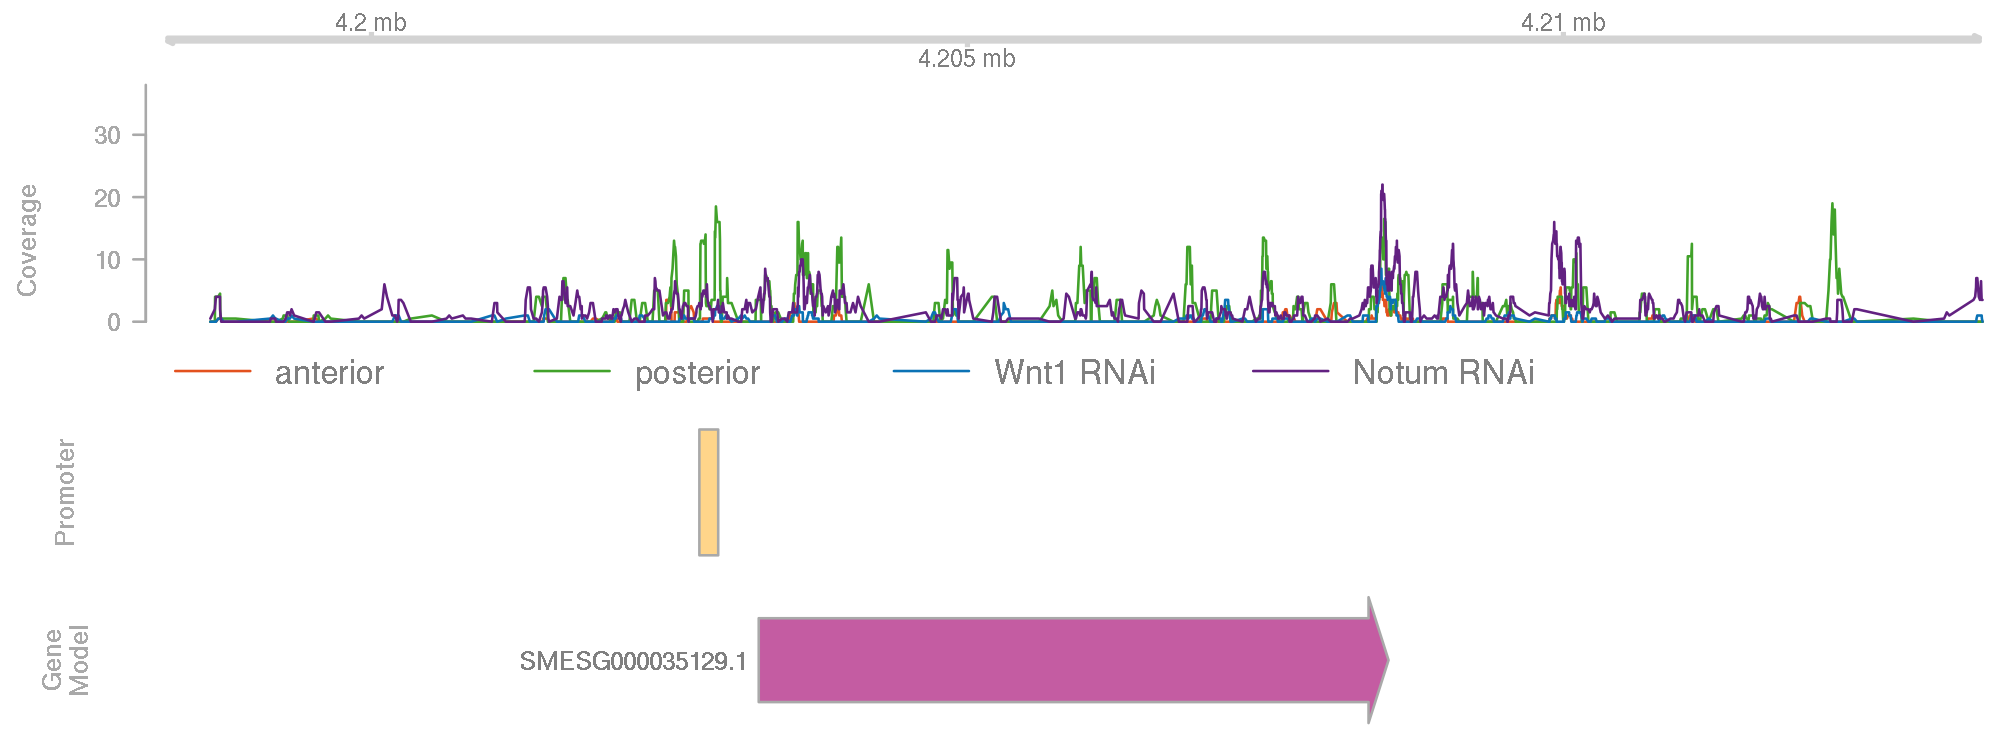 4.2 mb
4.21 mb
4.205 mb
Coverage
30
20
10
0
anterior
posterior
Wnt1 RNAi
Notum RNAi
Promoter
Gene
Model
SMESG000035129.1